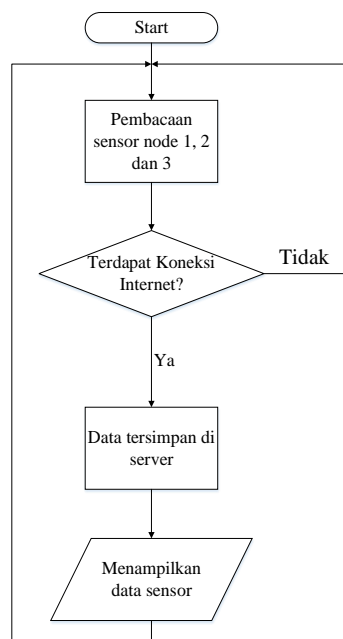 Start
Pembacaan
sensor node 1, 2
dan 3
Terdapat Koneksi
Internet?
Tidak
Ya
Data tersimpan di
server
Menampilkan
data sensor